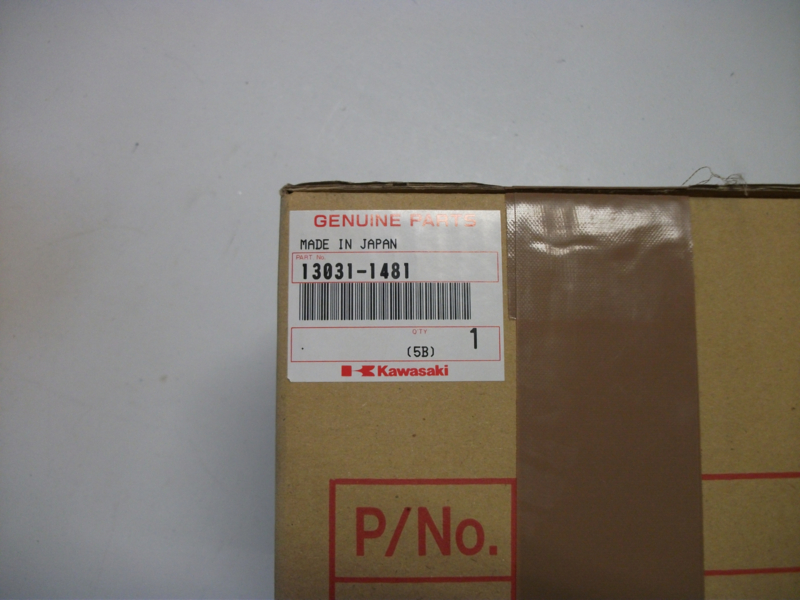 GENUINE PARTS
MADE IN JAPAN
PART No.
13031-1481
QTY
1
(5B)
Kawasaki
P/No.